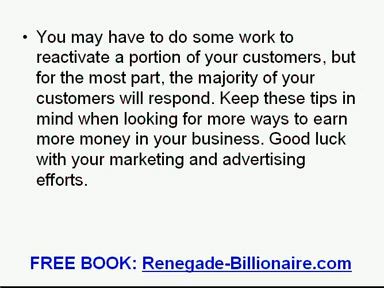 • You may have to do some work to
reactivate a portion of your customers, but
for the most part, the majority of your
customers will respond. Keep these tips in
mind when looking for more ways to earn
more money in your business. Good luck
with your marketing and advertising
efforts.
FREE BOOK: Renegade-Billionaire.com